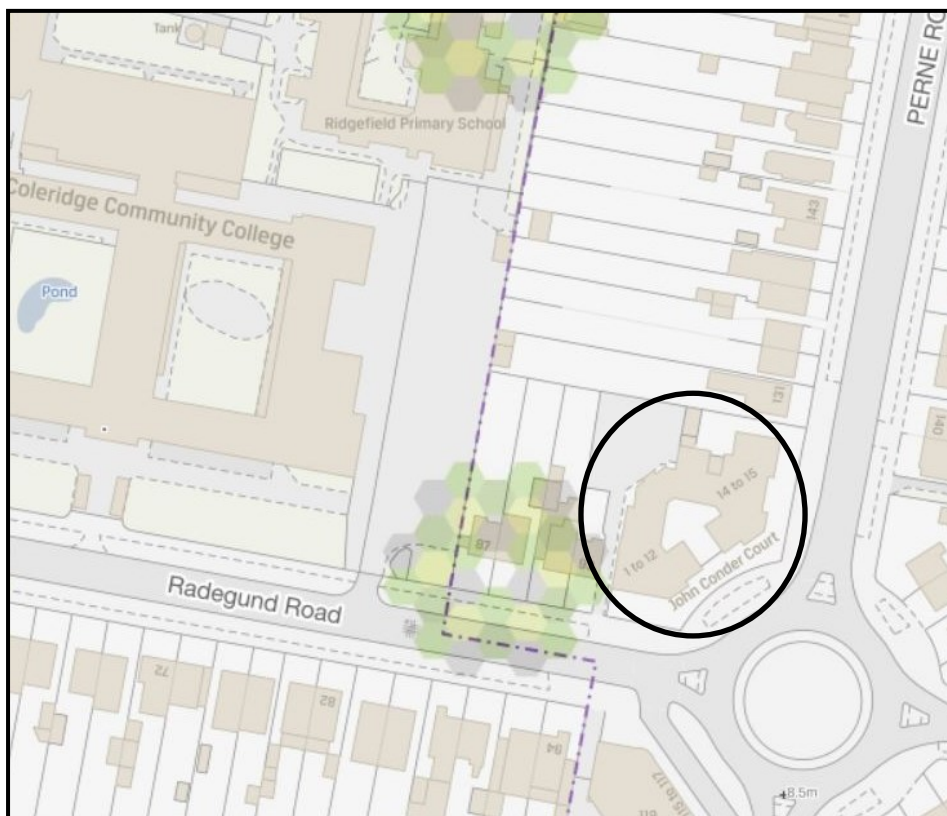 Tank
PERNE RO
Ridgefield Primary School
Coleridge Community College
143
Pond
131
140
14 to 15
87
1 to 12
John Conder Court
Radegund Road
72
82
94
8.5m